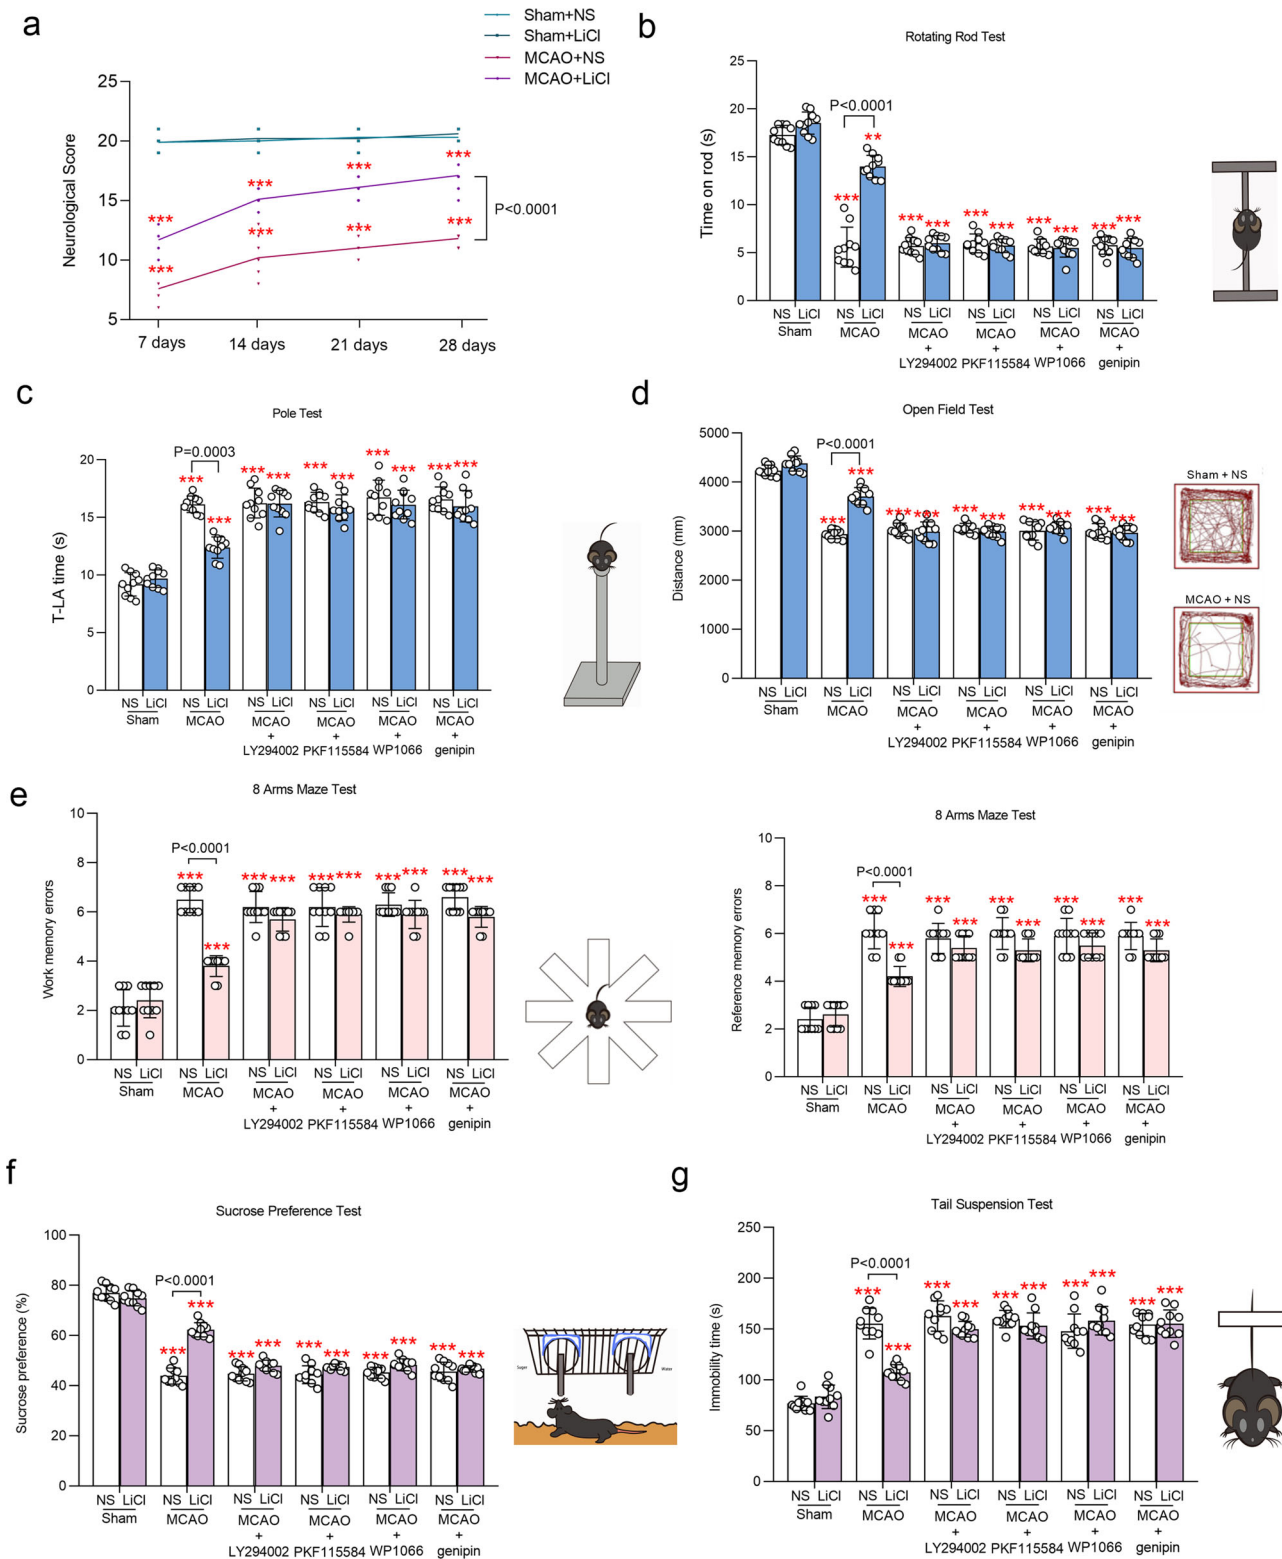 a
Sham+NS
Sham+LiCl
MCAO+NS
MCAO+LiCl
25
20
15
10
5
Neurological Score
*** *** *** ***
*** *** *** ***
P<0.0001
7 days 14 days 21 days 28 days
b
Rotating Rod Test
25
20
15
10
5
0
Time on rod (s)
P<0.0001
*** ** *** *** *** *** *** *** *** ***
NS LiCl NS LiCl NS LiCl NS LiCl NS LiCl NS LiCl
Sham MCAO MCAO MCAO MCAO MCAO
+ + + +
LY294002 PKF115584 WP1066 genipin
c
Pole Test
20
15
10
5
0
T-LA time (s)
P=0.0003
*** *** *** *** *** *** *** *** *** ***
NS LiCl NS LiCl NS LiCl NS LiCl NS LiCl NS LiCl
Sham MCAO MCAO MCAO MCAO MCAO
+ + + +
LY294002 PKF115584 WP1066 genipin
d
Open Field Test
5000
4000
3000
2000
1000
0
Distance (mm)
P<0.0001
*** *** *** *** *** *** *** *** *** ***
NS LiCl NS LiCl NS LiCl NS LiCl NS LiCl NS LiCl
Sham MCAO MCAO MCAO MCAO MCAO
+ + + +
LY294002 PKF115584 WP1066 genipin
Sham + NS
MCAO + NS
e
8 Arms Maze Test
10
8
6
4
2
0
Work memory errors
P<0.0001
*** *** *** *** *** *** *** *** *** ***
NS LiCl NS LiCl NS LiCl NS LiCl NS LiCl NS LiCl
Sham MCAO MCAO MCAO MCAO MCAO
+ + + +
LY294002 PKF115584 WP1066 genipin
8 Arms Maze Test
10
8
6
4
2
0
Reference memory errors
P<0.0001
*** *** *** *** *** *** *** *** *** ***
NS LiCl NS LiCl NS LiCl NS LiCl NS LiCl NS LiCl
Sham MCAO MCAO MCAO MCAO MCAO
+ + + +
LY294002 PKF115584 WP1066 genipin
f
Sucrose Preference Test
100
80
60
40
20
0
Sucrose preference (%)
P<0.0001
*** *** *** *** *** *** *** *** *** ***
NS LiCl NS LiCl NS LiCl NS LiCl NS LiCl NS LiCl
Sham MCAO MCAO MCAO MCAO MCAO
+ + + +
LY294002 PKF115584 WP1066 genipin
Suger Water
g
Tail Suspension Test
250
200
150
100
50
0
Immobility tirime (s)
P<0.0001
*** *** *** *** *** *** *** *** *** ***
NS LiCl NS LiCl NS LiCl NS LiCl NS LiCl NS LiCl
Sham MCAO MCAO MCAO MCAO MCAO
+ + + +
LY294002 PKF115584 WP1066 genipin